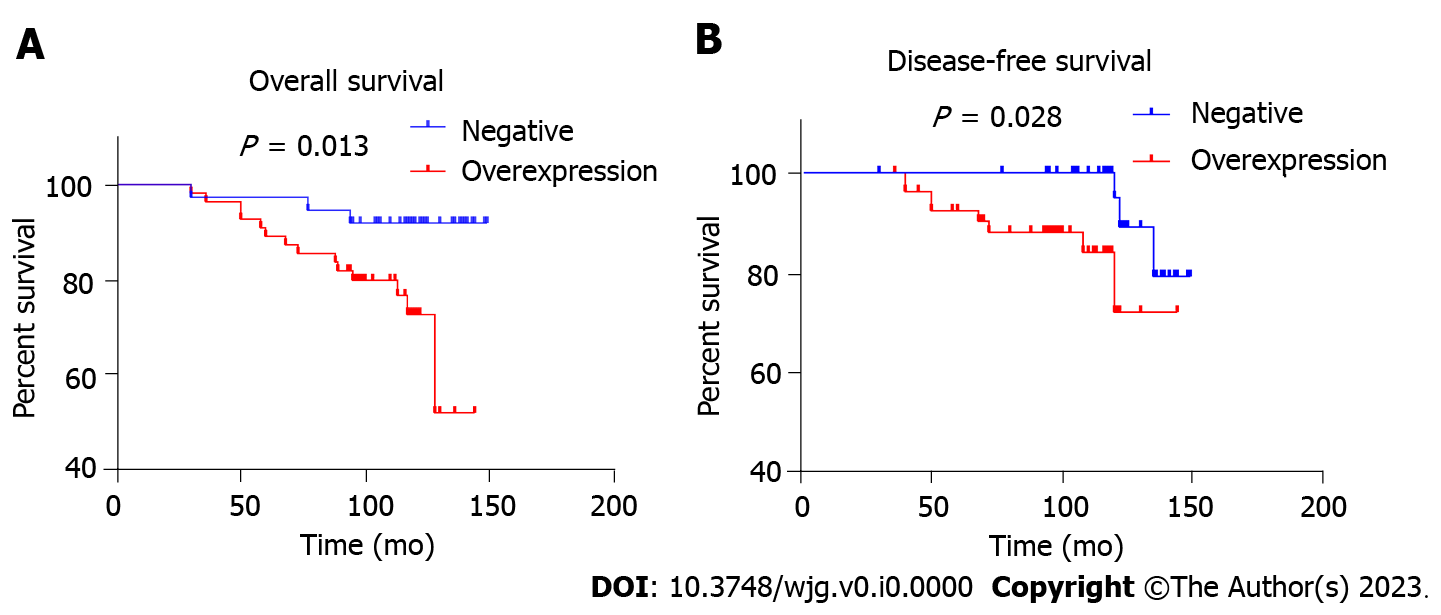 A
Overall survival
P = 0.013
Negative
Overexpression
Percent survival
100
80
60
40
0 50 100 150 200
Time (mo)
B
Disease-free survival
P = 0.028
Negative
Overexpression
Percent survival
100
80
60
40
0 50 100 150 200
Time (mo)
DOI: 10.3748/wjg.v0.i0.0000 Copyright ©The Author(s) 2023.